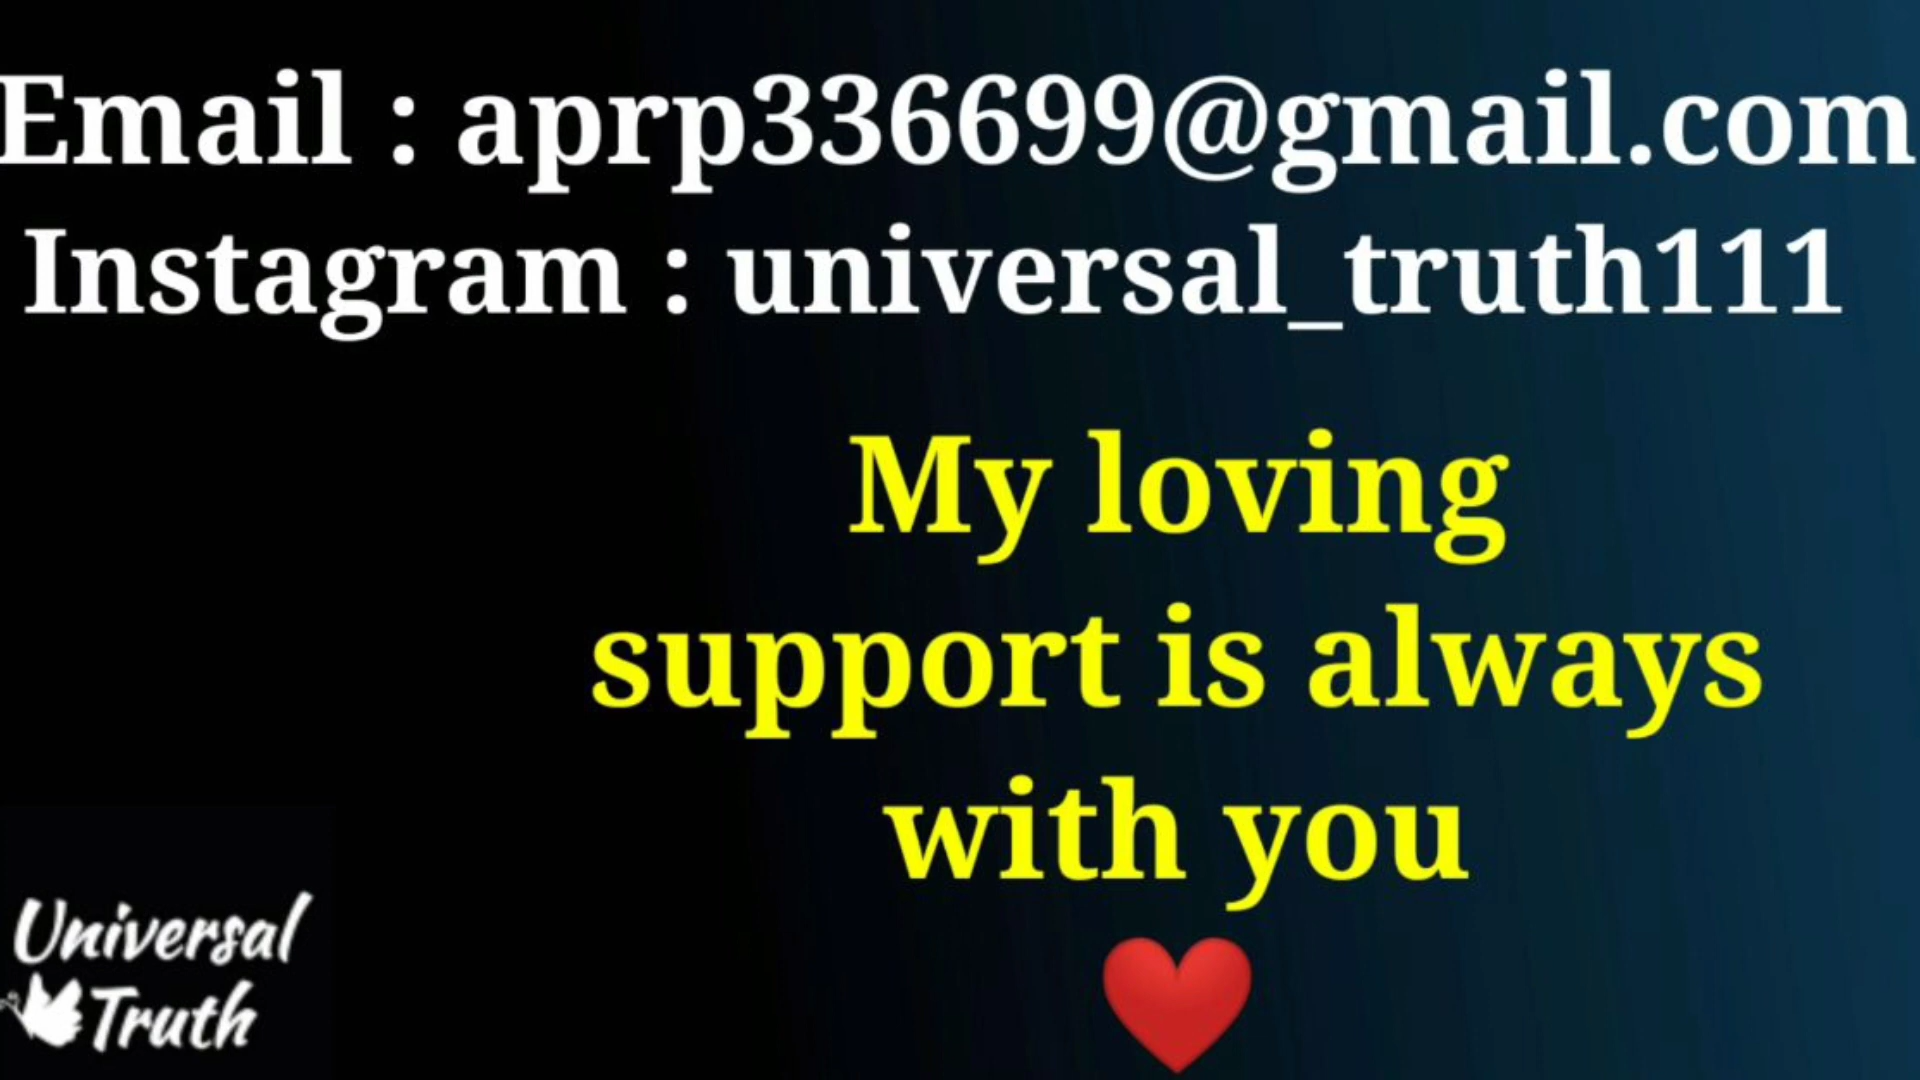 Email : aprp336699@gmail.com
Instagram : universal_truth111
My loving
support is always
with you
❤️
Universal
Truth